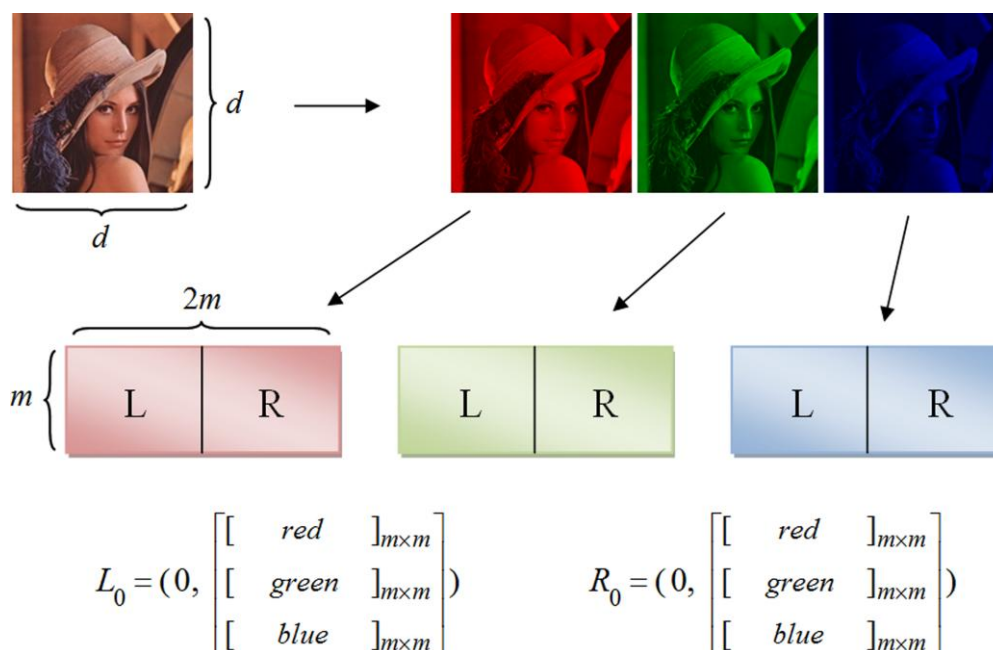 d
d
2m
m
L R L R L R
L₀ = (0, [[ red ]m×m [ green ]m×m [ blue ]m×m])
R₀ = (0, [[ red ]m×m [ green ]m×m [ blue ]m×m])